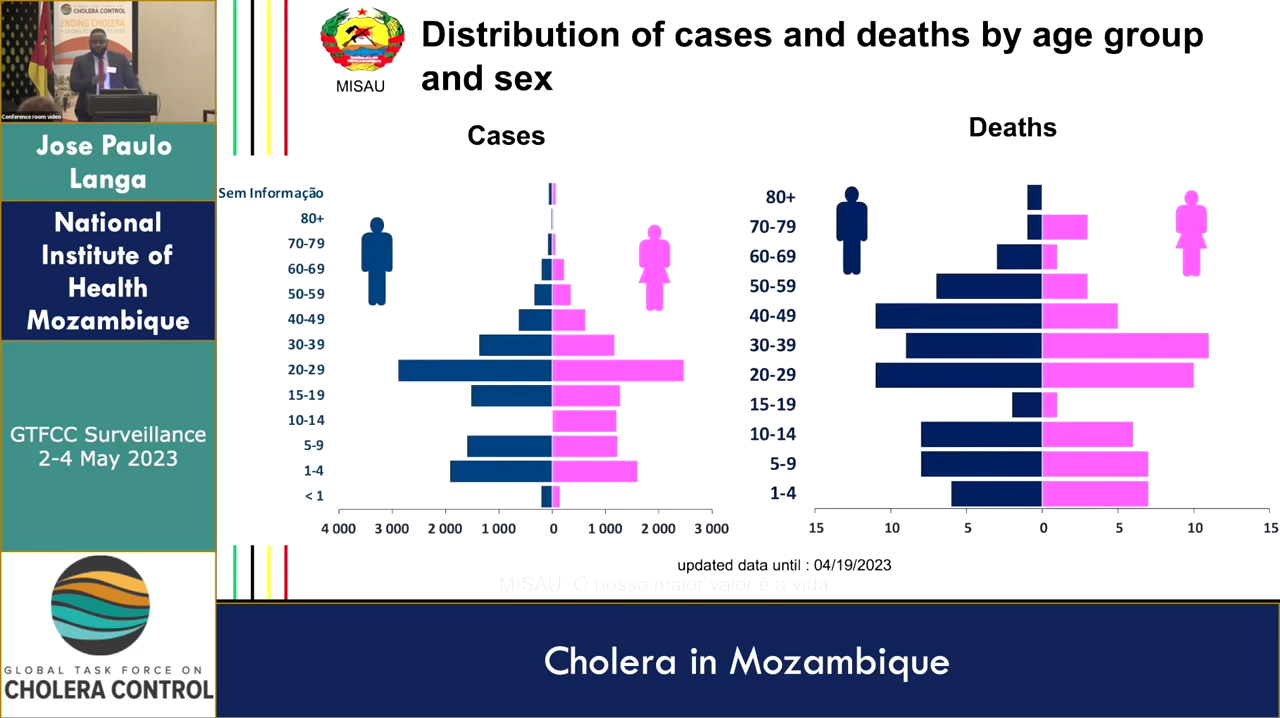 GLOBAL TASK FORCE ON
CHOLERA CONTROL
ENDING CHOLERA
Conference room video
Jose Paulo
Langa
National
Institute of
Health
Mozambique
GTFCC Surveillance
2-4 May 2023
GLOBAL TASK FORCE ON
CHOLERA CONTROL
MISAU
Distribution of cases and deaths by age group
and sex
Cases
Sem Informação
80+
70-79
60-69
50-59
40-49
30-39
20-29
15-19
10-14
5-9
1-4
< 1
4 000 3 000 2 000 1 000 0 1 000 2 000 3 000
Deaths
80+
70-79
60-69
50-59
40-49
30-39
20-29
15-19
10-14
5-9
1-4
15 10 5 0 5 10 15
updated data until : 04/19/2023
MISAU. O nosso maior valor é a vida
Cholera in Mozambique